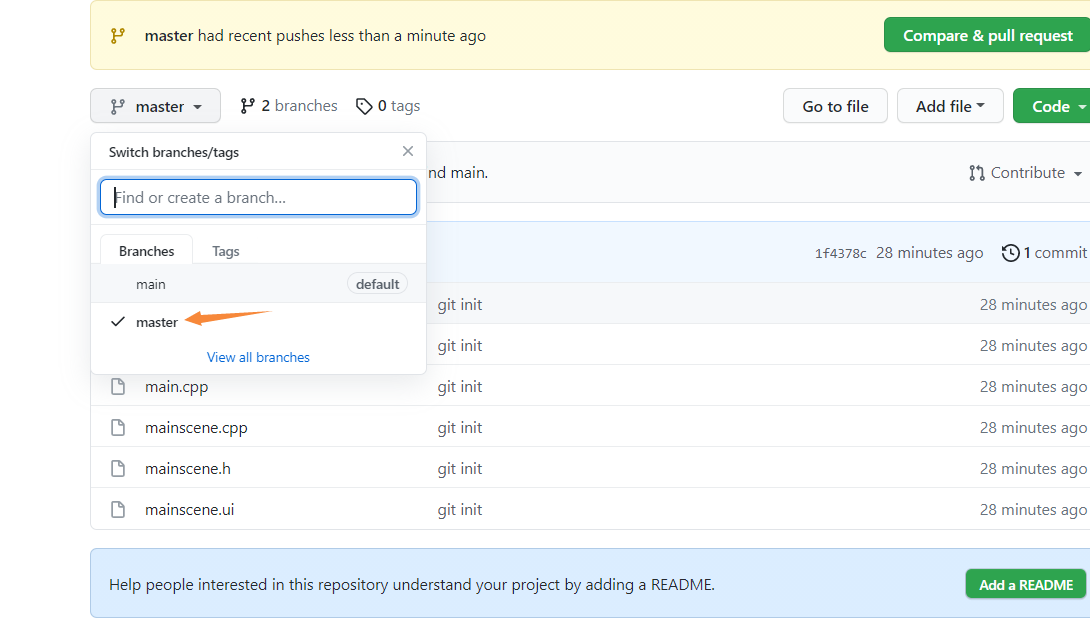 master had recent pushes less than a minute ago
Compare & pull request
master
2 branches
0 tags
Go to file
Add file
Code
Switch branches/tags
nd main.
Contribute
Find or create a branch...
Branches
Tags
1f4378c 28 minutes ago 1 commit
main default
git init 28 minutes ago
master
git init 28 minutes ago
View all branches
main.cpp git init 28 minutes ago
mainscene.cpp git init 28 minutes ago
mainscene.h git init 28 minutes ago
mainscene.ui git init 28 minutes ago
Help people interested in this repository understand your project by adding a README.
Add a README